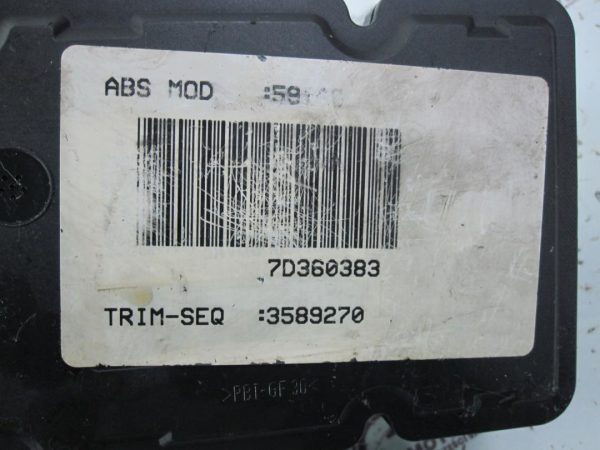 ABS MOD
7D360383
TRIM-SEQ :3589270
>PBT-GF30<